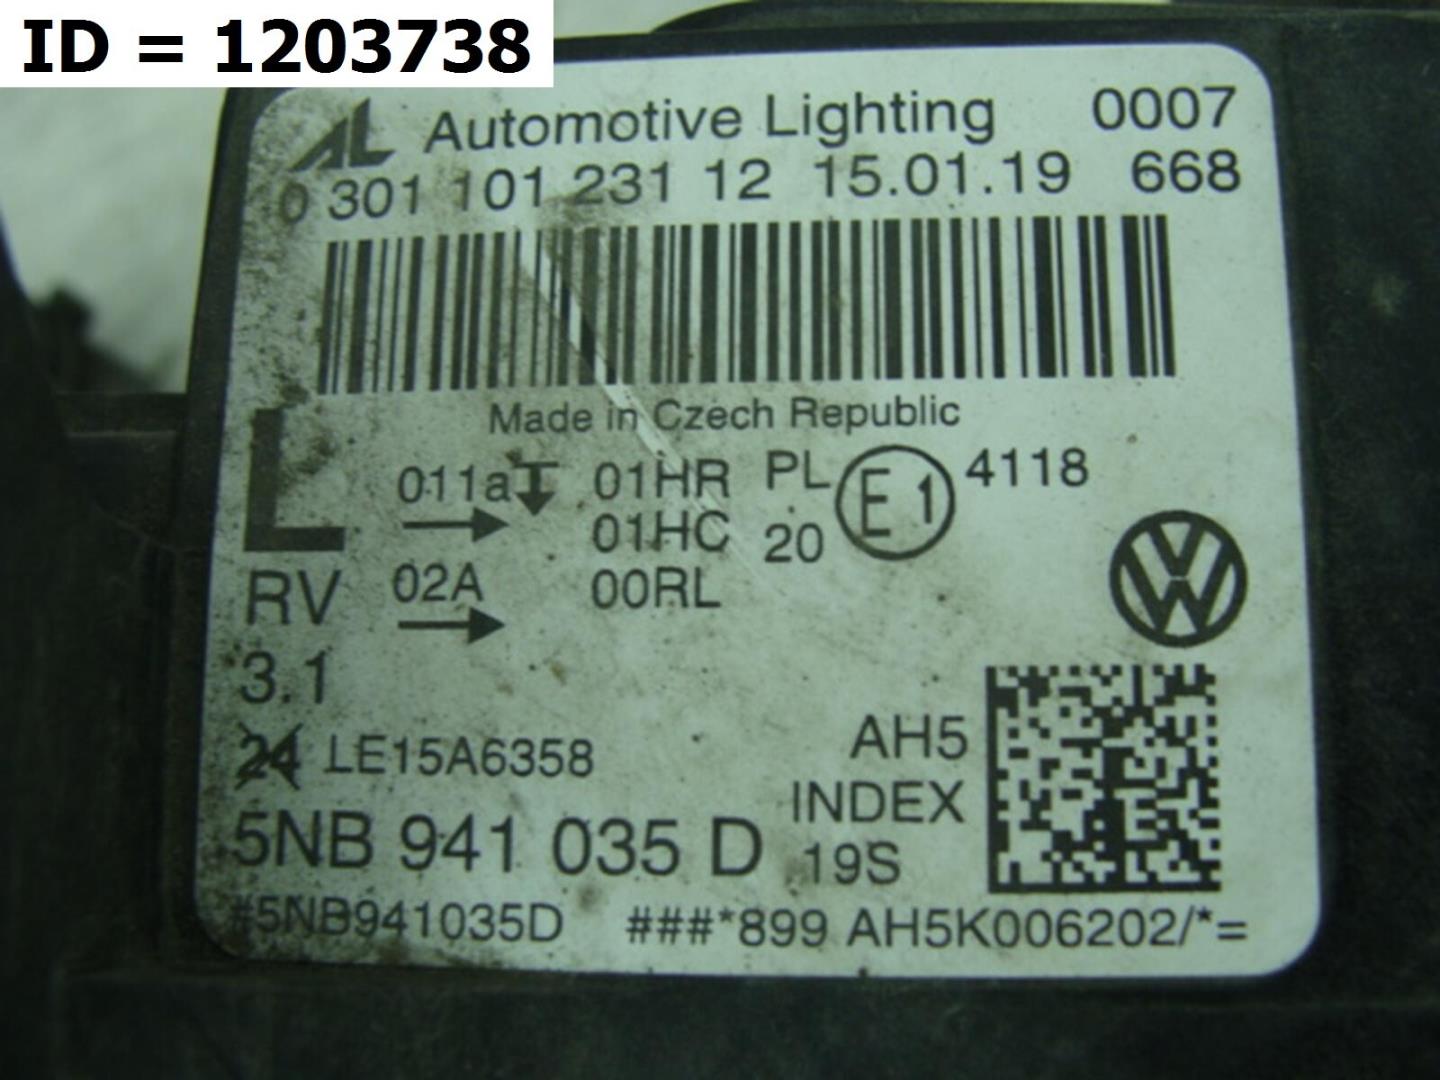 ID = 1203738
AL Automotive Lighting 0007
0 301 101 231 12 15.01.19 668
Made in Czech Republic
L 011a 01HR PL E1 4118
01HC 20
RV 02A 00RL
3.1
24 LE15A6358 AH5
INDEX
5NB 941 035 D 19S
#5NB941035D ###*899 AH5K006202/*=